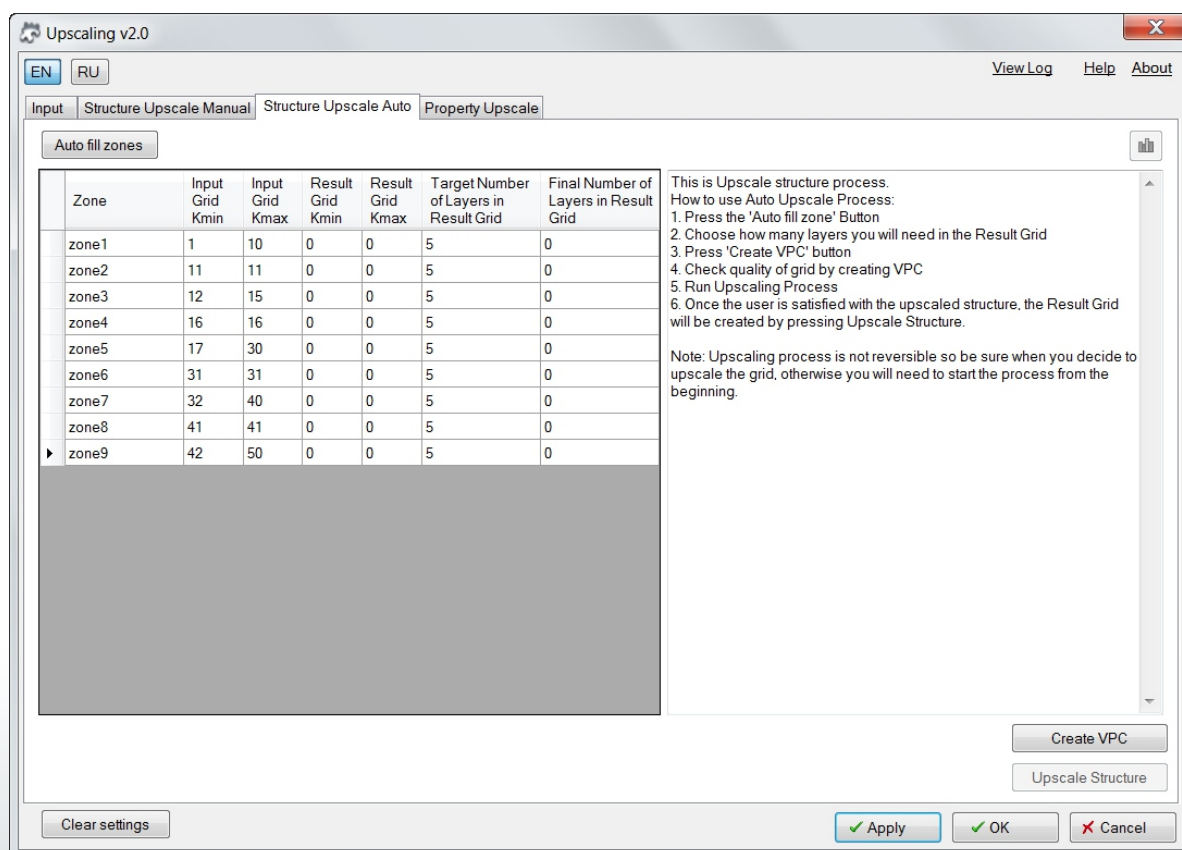 Upscaling v2.0
X
EN RU View Log Help About
Input Structure Upscale Manual Structure Upscale Auto Property Upscale
Auto fill zones
Zone Input Grid Kmin Input Grid Kmax Result Grid Kmin Result Grid Kmax Target Number of Layers in Result Grid Final Number of Layers in Result Grid
zone1 1 10 0 0 5 0
zone2 11 11 0 0 5 0
zone3 12 15 0 0 5 0
zone4 16 16 0 0 5 0
zone5 17 30 0 0 5 0
zone6 31 31 0 0 5 0
zone7 32 40 0 0 5 0
zone8 41 41 0 0 5 0
zone9 42 50 0 0 5 0
This is Upscale structure process.
How to use Auto Upscale Process:
1. Press the 'Auto fill zone' Button
2. Choose how many layers you will need in the Result Grid
3. Press 'Create VPC' button
4. Check quality of grid by creating VPC
5. Run Upscaling Process
6. Once the user is satisfied with the upscaled structure, the Result Grid
will be created by pressing Upscale Structure.
Note: Upscaling process is not reversible so be sure when you decide to
upscale the grid, otherwise you will need to start the process from the
beginning.
Create VPC
Upscale Structure
Clear settings Apply OK Cancel